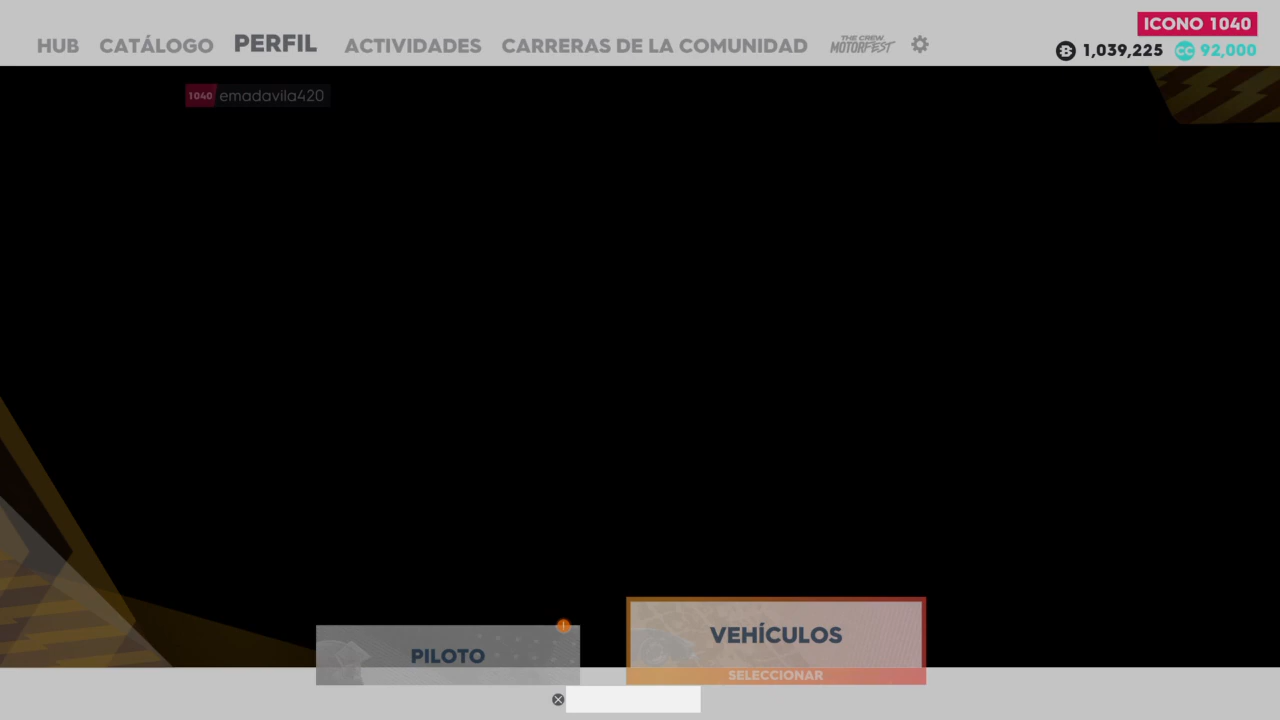 ICONO 1040
HUB CATÁLOGO PERFIL ACTIVIDADES CARRERAS DE LA COMUNIDAD THE CREW MOTORFEST
1,039,225 CC 92,000
1040 emadavila420
VEHÍCULOS
PILOTO
SELECCIONAR